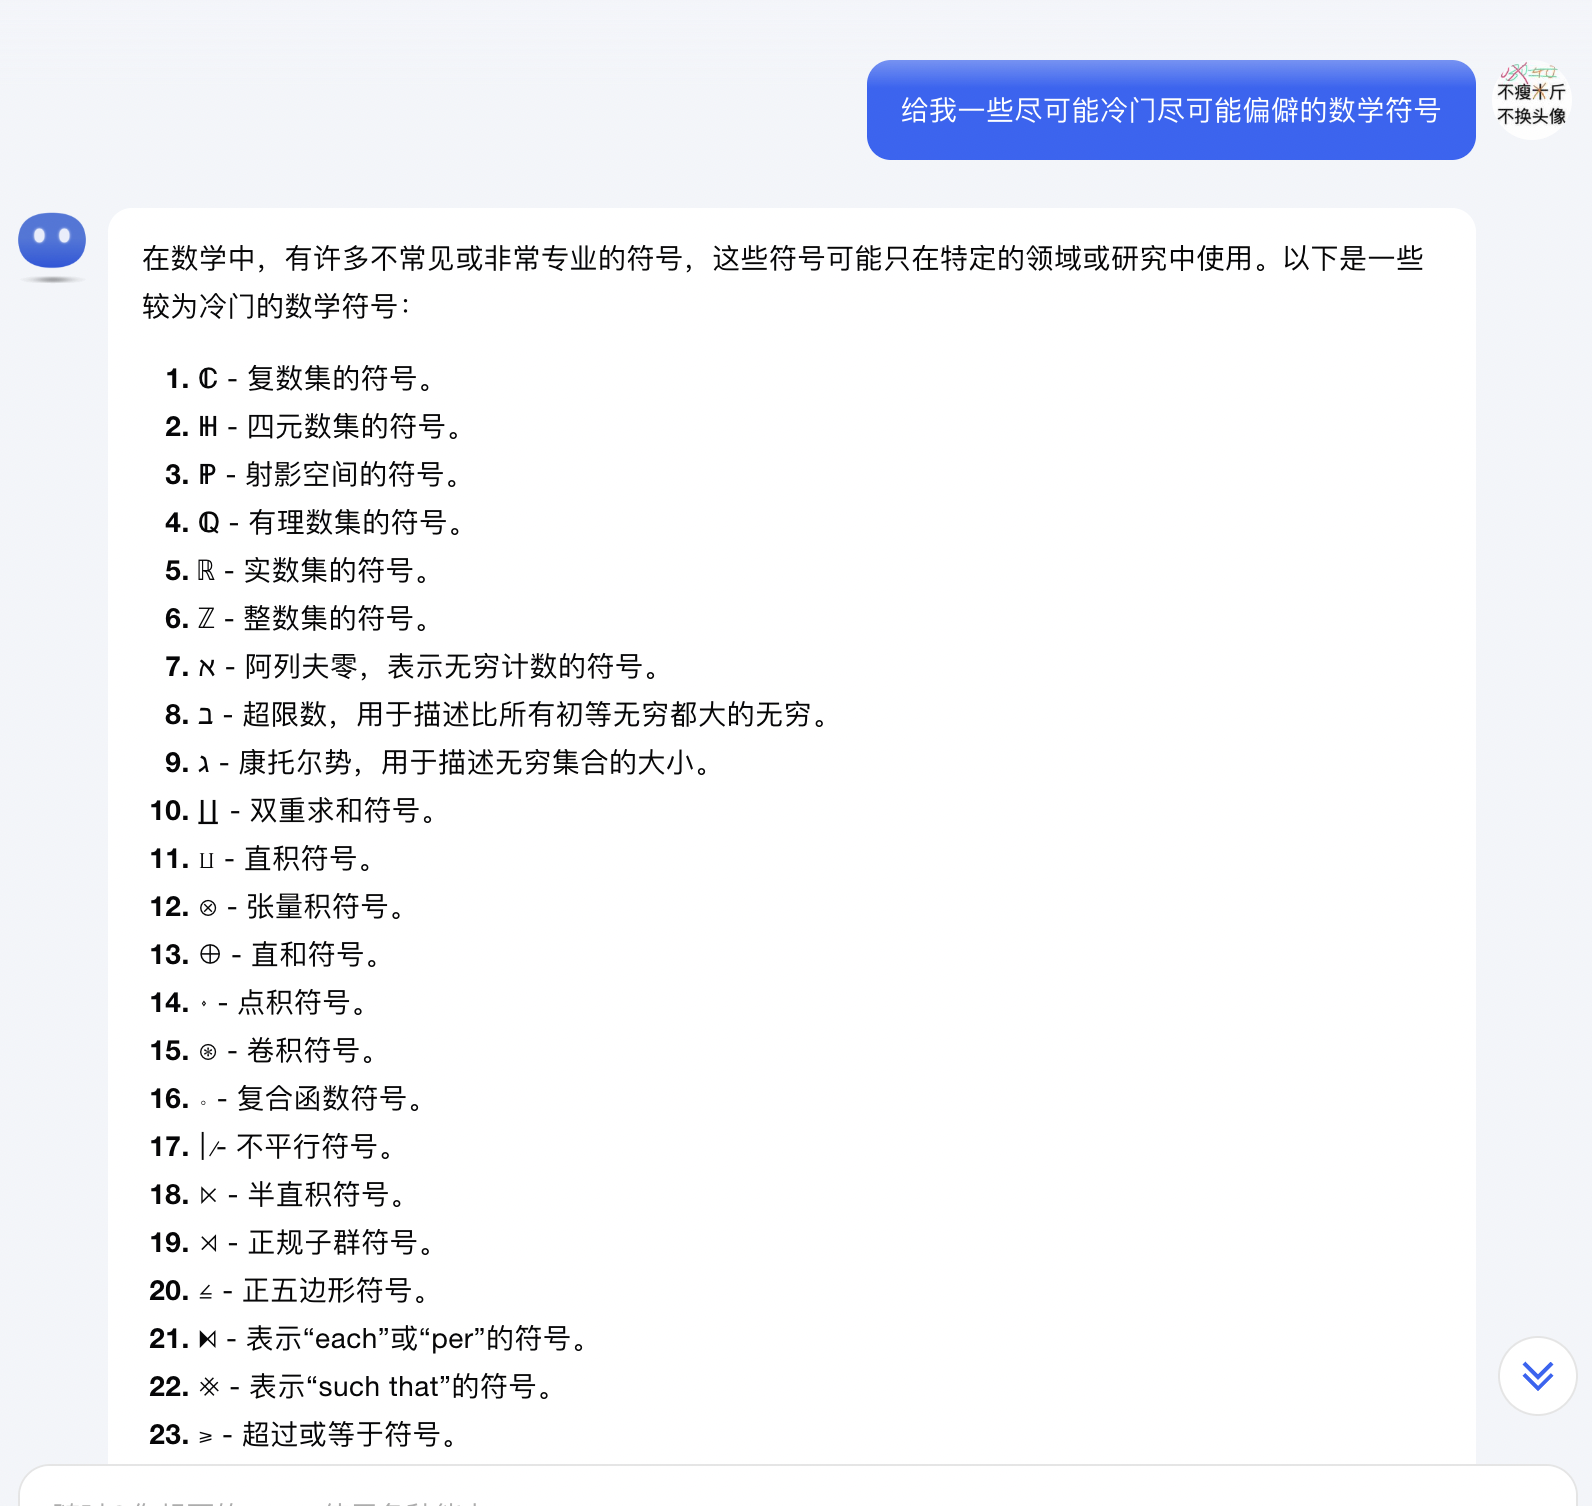 给我一些尽可能冷门尽可能偏僻的数学符号
不瘦米斤
不换头像
在数学中，有许多不常见或非常专业的符号，这些符号可能只在特定的领域或研究中使用。以下是一些
较为冷门的数学符号：
1. ℂ - 复数集的符号。
2. ℍ - 四元数集的符号。
3. ℙ - 射影空间的符号。
4. ℚ - 有理数集的符号。
5. ℝ - 实数集的符号。
6. ℤ - 整数集的符号。
7. ℵ - 阿列夫零，表示无穷计数的符号。
8. ℶ - 超限数，用于描述比所有初等无穷都大的无穷。
9. ℷ - 康托尔势，用于描述无穷集合的大小。
10. ∐ - 双重求和符号。
11. ⨿ - 直积符号。
12. ⊗ - 张量积符号。
13. ⊕ - 直和符号。
14. ⋄ - 点积符号。
15. ⊛ - 卷积符号。
16. ∘ - 复合函数符号。
17. |̸- 不平行符号。
18. ⋉ - 半直积符号。
19. ⋊ - 正规子群符号。
20. ⦤ - 正五边形符号。
21. ⧑ - 表示“each”或“per”的符号。
22. ※ - 表示“such that”的符号。
23. ⪖ - 超过或等于符号。